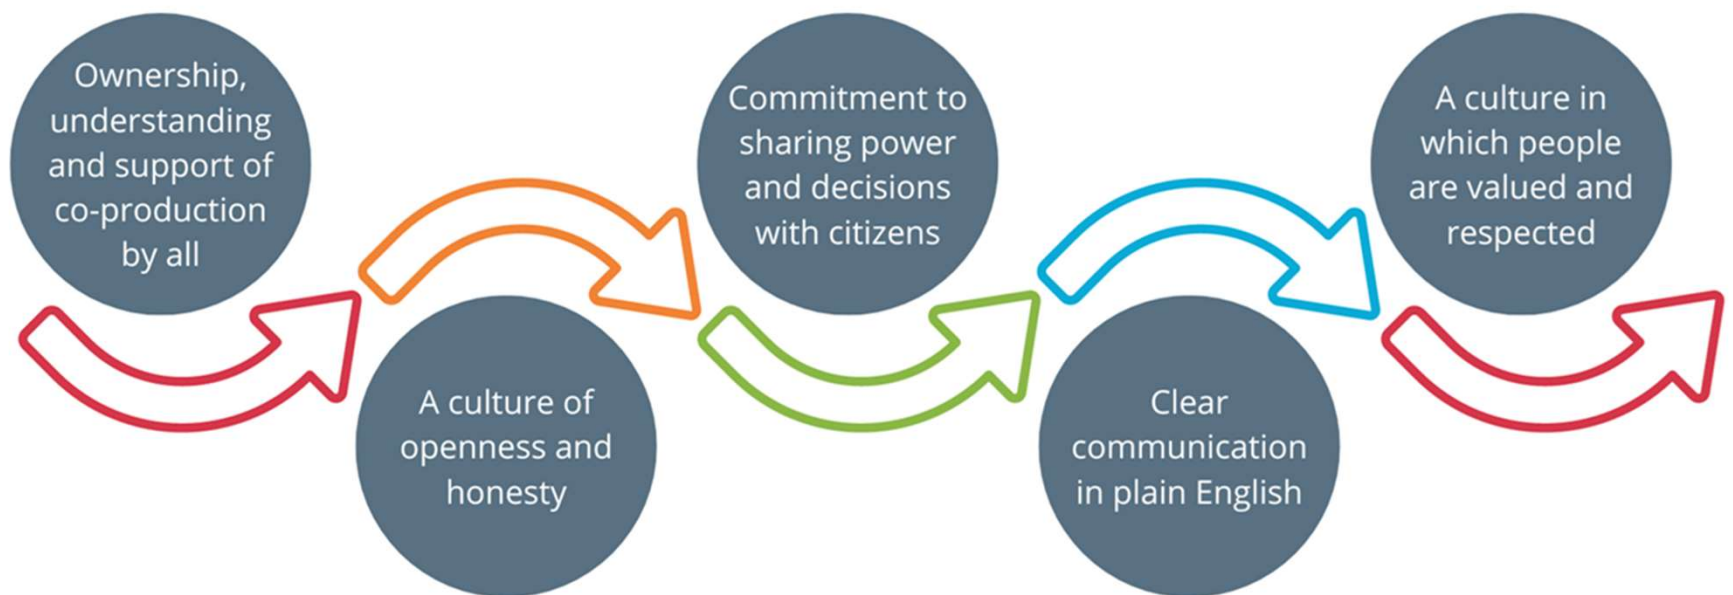 Ownership,
understanding
and support of
co-production
by all
A culture of
openness and
honesty
Commitment to
sharing power
and decisions
with citizens
Clear
communication
in plain English
A culture in
which people
are valued and
respected